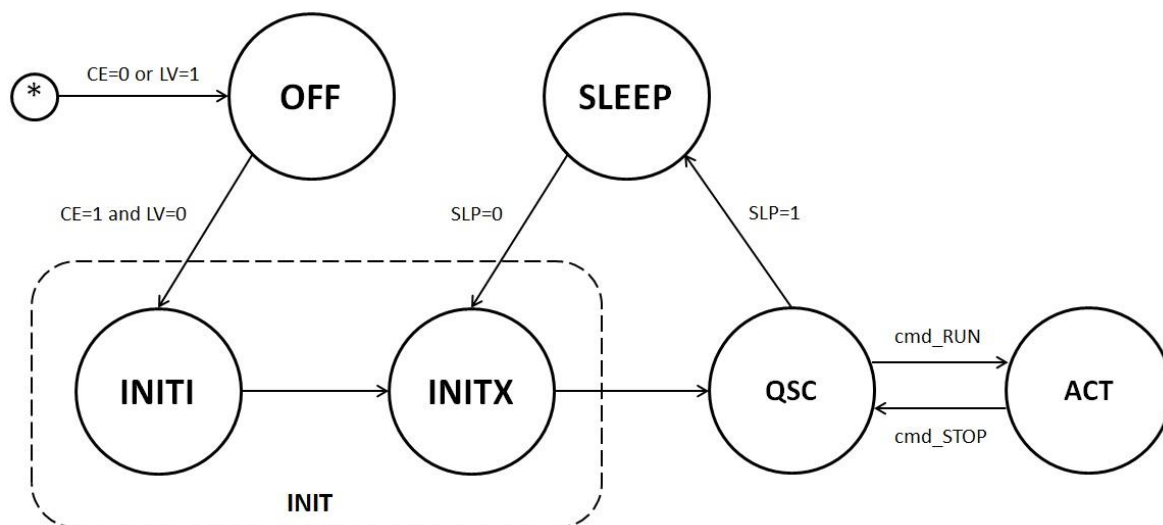 CE=0 or LV=1
*
OFF
SLEEP
CE=1 and LV=0
SLP=0
SLP=1
INITI
INITX
QSC
cmd_RUN
ACT
cmd_STOP
INIT